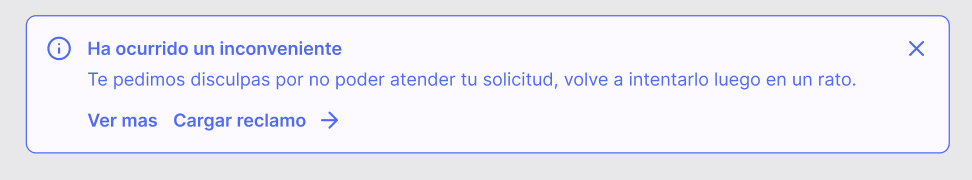 Ha ocurrido un inconveniente
Te pedimos disculpas por no poder atender tu solicitud, volve a intentarlo luego en un rato.
Ver mas Cargar reclamo